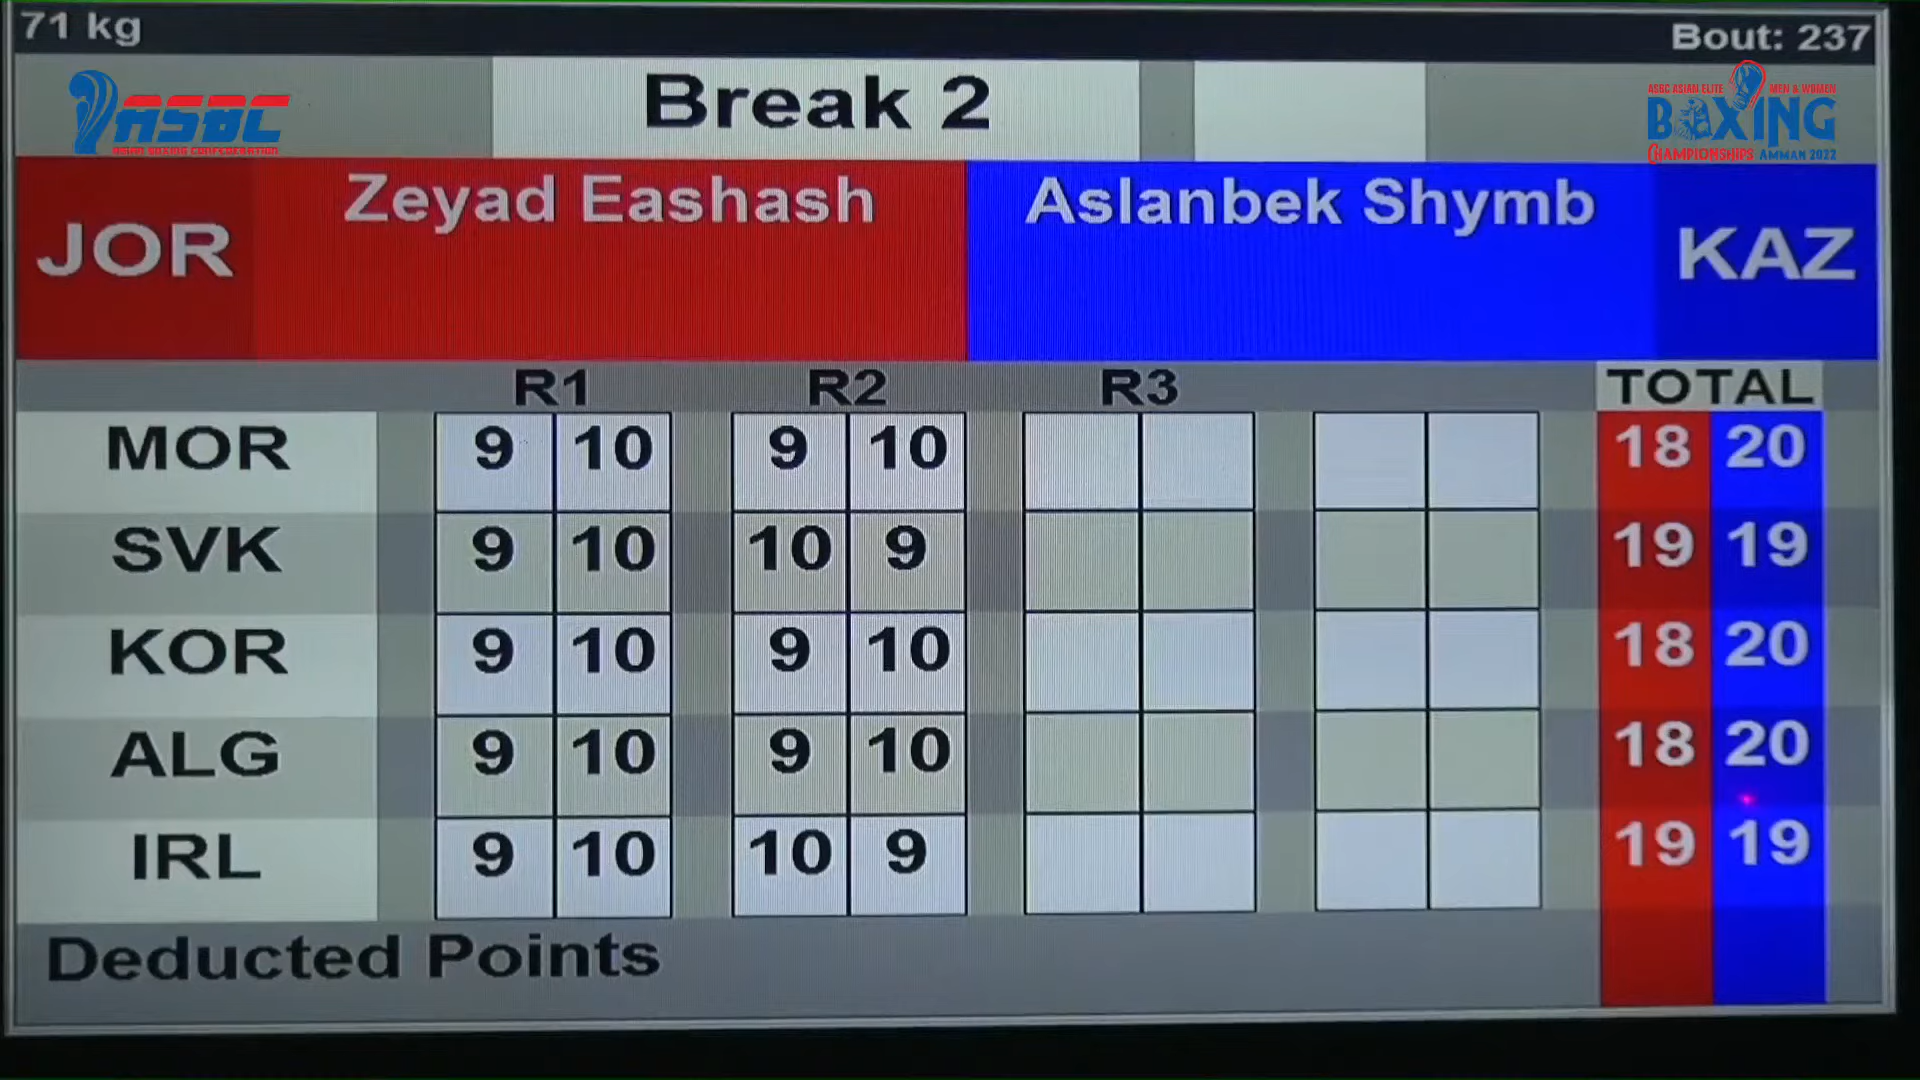 71 kg
Bout: 237
ASBC
ASIAN BOXING CONFEDERATION
Break 2
ASBC ASIAN ELITE MEN & WOMEN
BOXING
CHAMPIONSHIPS AMMAN 2022
JOR
Zeyad Eashash
Aslanbek Shymb
KAZ
R1 R2 R3 TOTAL
MOR 9 10 9 10 18 20
SVK 9 10 10 9 19 19
KOR 9 10 9 10 18 20
ALG 9 10 9 10 18 20
IRL 9 10 10 9 19 19
Deducted Points